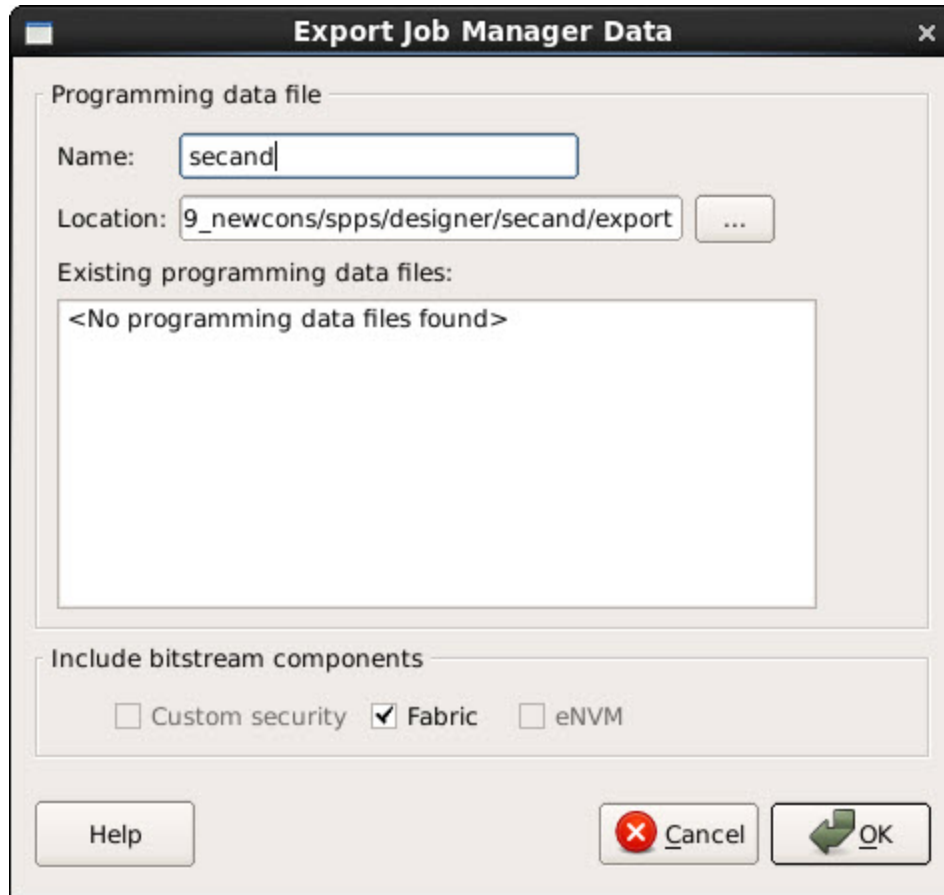 Export Job Manager Data
Programming data file
Name: secand
Location: 9_newcons/spps/designer/secand/export ...
Existing programming data files:
<No programming data files found>
Include bitstream components
Custom security Fabric eNVM
Help Cancel OK